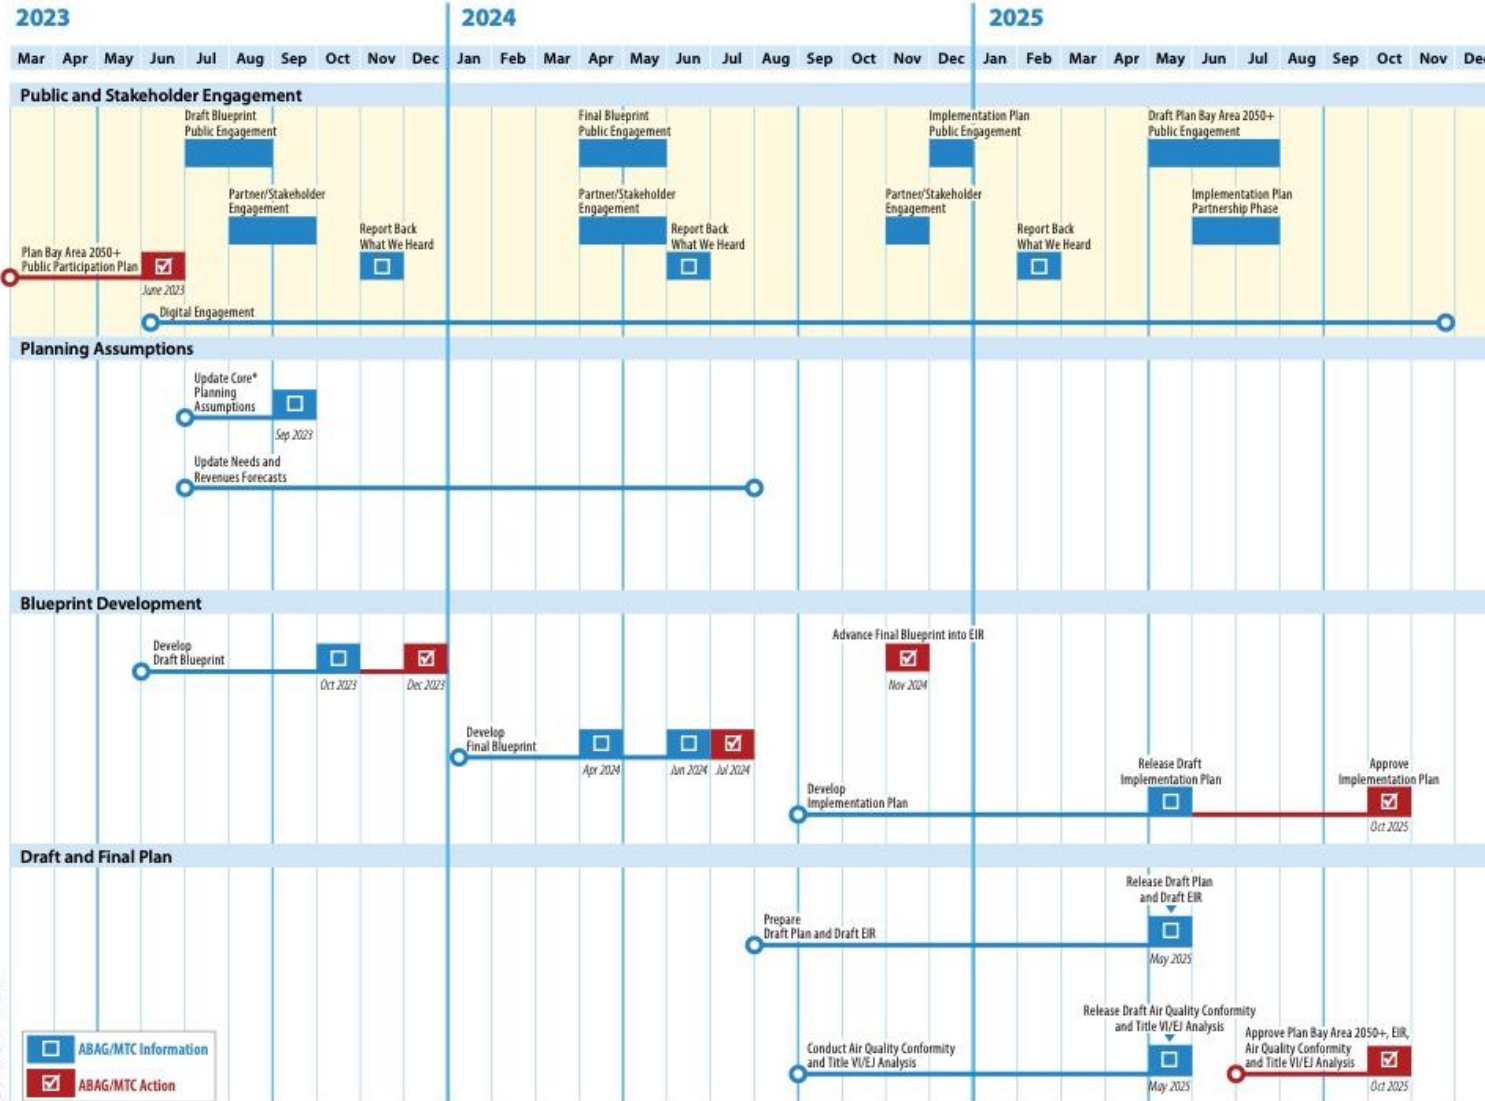 2023
2024
2025
Mar Apr May Jun Jul Aug Sep Oct Nov Dec Jan Feb Mar Apr May Jun Jul Aug Sep Oct Nov Dec Jan Feb Mar Apr May Jun Jul Aug Sep Oct Nov Dec
Public and Stakeholder Engagement
Draft Blueprint
Public Engagement
Final Blueprint
Public Engagement
Implementation Plan
Public Engagement
Draft Plan Bay Area 2050+
Public Engagement
Partner/Stakeholder
Engagement
Partner/Stakeholder
Engagement
Partner/Stakeholder
Engagement
Implementation Plan
Partnership Phase
Report Back
What We Heard
Report Back
What We Heard
Report Back
What We Heard
Plan Bay Area 2050+
Public Participation Plan
June 2023
Digital Engagement
Planning Assumptions
Update Core*
Planning
Assumptions
Sep 2023
Update Needs and
Revenues Forecasts
Blueprint Development
Develop
Draft Blueprint
Oct 2023
Dec 2023
Advance Final Blueprint into EIR
Nov 2024
Develop
Final Blueprint
Apr 2024
Jun 2024
Jul 2024
Develop
Implementation Plan
Release Draft
Implementation Plan
Approve
Implementation Plan
Oct 2025
Draft and Final Plan
Release Draft Plan
and Draft EIR
Prepare
Draft Plan and Draft EIR
May 2025
Release Draft Air Quality Conformity
and Title VI/EJ Analysis
Conduct Air Quality Conformity
and Title VI/EJ Analysis
May 2025
Approve Plan Bay Area 2050+, EIR,
Air Quality Conformity
and Title VI/EJ Analysis
Oct 2025
ABAG/MTC Information
ABAG/MTC Action